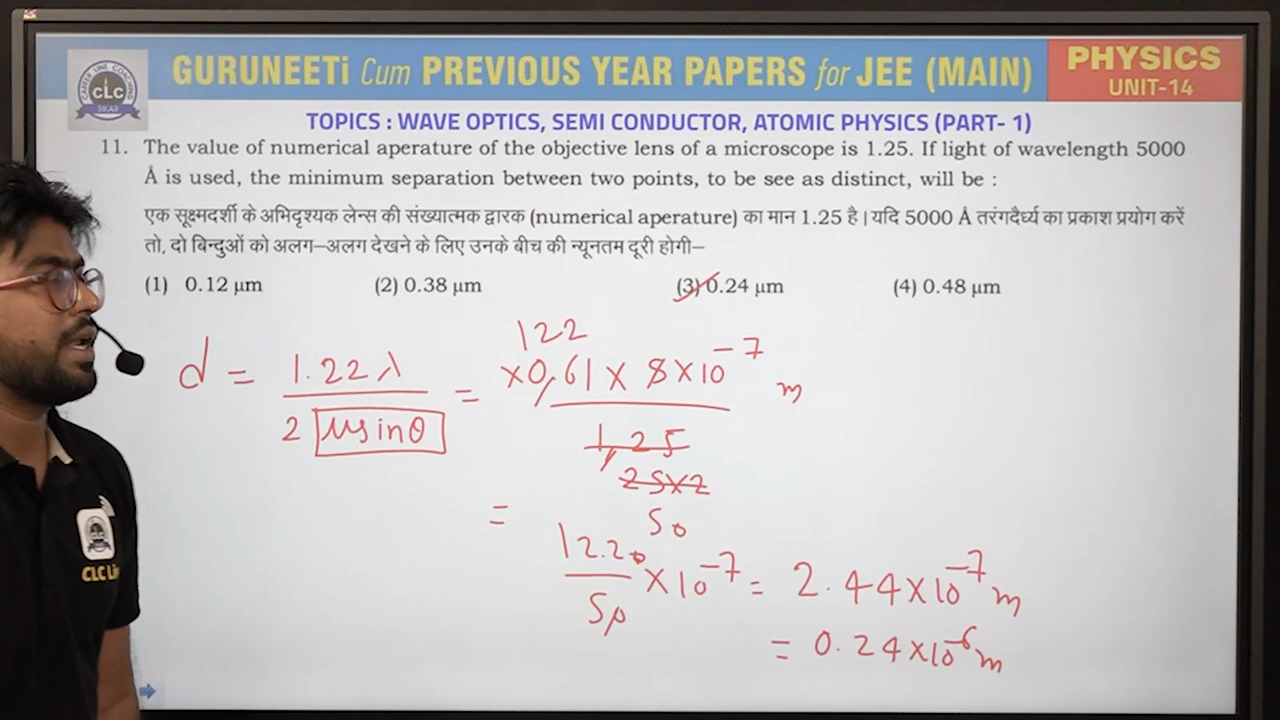 GURUNEETi Cum PREVIOUS YEAR PAPERS for JEE (MAIN)
PHYSICS
UNIT-14
CAREER LINE COACHING
CLC
SIKAR
TOPICS : WAVE OPTICS, SEMI CONDUCTOR, ATOMIC PHYSICS (PART- 1)
11. The value of numerical aperature of the objective lens of a microscope is 1.25. If light of wavelength 5000
Å is used, the minimum separation between two points, to be see as distinct, will be :
एक सूक्ष्मदर्शी के अभिदृश्यक लेन्स की संख्यात्मक द्वारक (numerical aperature) का मान 1.25 है। यदि 5000 Å तरंगदैर्ध्य का प्रकाश प्रयोग करें
तो, दो बिन्दुओं को अलग–अलग देखने के लिए उनके बीच की न्यूनतम दूरी होगी–
(1) 0.12 µm (2) 0.38 µm (3) 0.24 µm (4) 0.48 µm
122
d = 1.22λ / 2 µsinθ = ×0,61 × 8×10⁻⁷ m
1,25
25×2
50
= 12.20 / 50 ×10⁻⁷ = 2.44×10⁻⁷ m
= 0.24×10⁻⁶ m
CLC